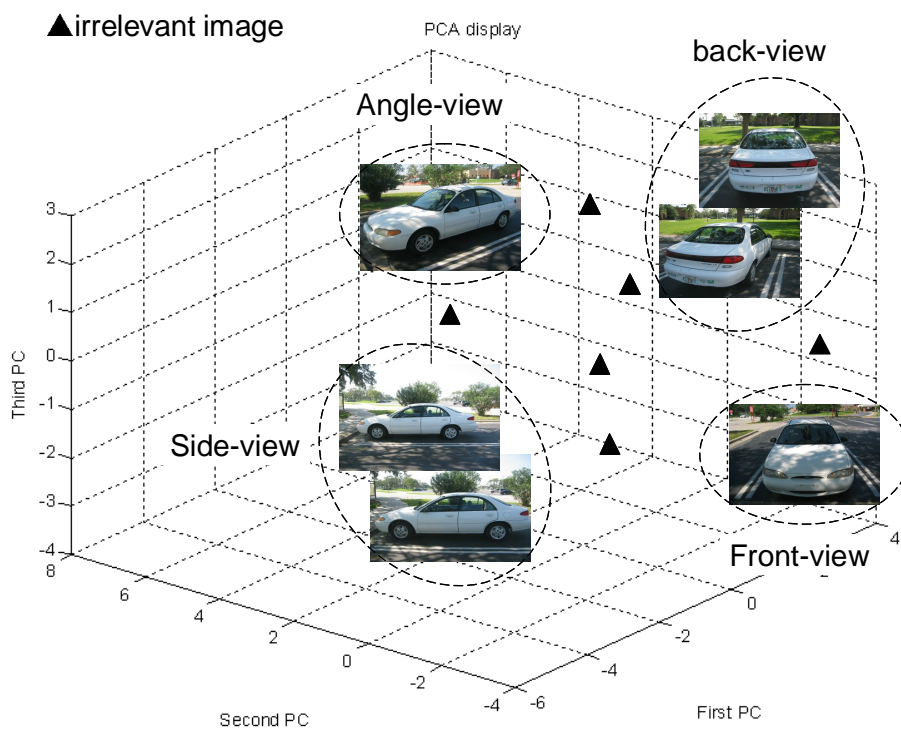 ▲irrelevant image
PCA display
back-view
Angle-view
Side-view
Front-view
Third PC
3
2
1
0
-1
-2
-3
-4
8
6
4
2
0
-2
-4
Second PC
-6
-4
-2
0
4
First PC